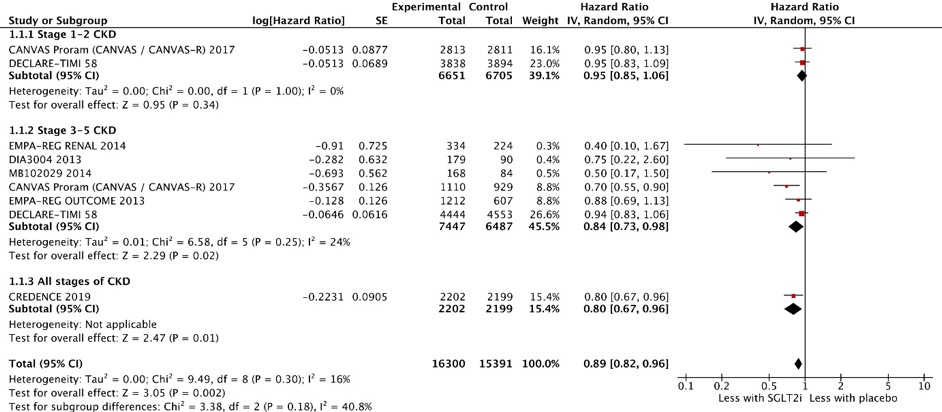 Experimental Control Hazard Ratio Hazard Ratio
Study or Subgroup log[Hazard Ratio] SE Total Total Weight IV, Random, 95% CI IV, Random, 95% CI
1.1.1 Stage 1-2 CKD
CANVAS Proram (CANVAS / CANVAS-R) 2017 -0.0513 0.0877 2813 2811 16.1% 0.95 [0.80, 1.13]
DECLARE-TIMI 58 -0.0513 0.0689 3838 3894 23.0% 0.95 [0.83, 1.09]
Subtotal (95% CI) 6651 6705 39.1% 0.95 [0.85, 1.06]
Heterogeneity: Tau² = 0.00; Chi² = 0.00, df = 1 (P = 1.00); I² = 0%
Test for overall effect: Z = 0.95 (P = 0.34)
1.1.2 Stage 3-5 CKD
EMPA-REG RENAL 2014 -0.91 0.725 334 224 0.3% 0.40 [0.10, 1.67]
DIA3004 2013 -0.282 0.632 179 90 0.4% 0.75 [0.22, 2.60]
MB102029 2014 -0.693 0.562 168 84 0.5% 0.50 [0.17, 1.50]
CANVAS Proram (CANVAS / CANVAS-R) 2017 -0.3567 0.126 1110 929 8.8% 0.70 [0.55, 0.90]
EMPA-REG OUTCOME 2013 -0.128 0.126 1212 607 8.8% 0.88 [0.69, 1.13]
DECLARE-TIMI 58 -0.0646 0.0616 4444 4553 26.6% 0.94 [0.83, 1.06]
Subtotal (95% CI) 7447 6487 45.5% 0.84 [0.73, 0.98]
Heterogeneity: Tau² = 0.01; Chi² = 6.58, df = 5 (P = 0.25); I² = 24%
Test for overall effect: Z = 2.29 (P = 0.02)
1.1.3 All stages of CKD
CREDENCE 2019 -0.2231 0.0905 2202 2199 15.4% 0.80 [0.67, 0.96]
Subtotal (95% CI) 2202 2199 15.4% 0.80 [0.67, 0.96]
Heterogeneity: Not applicable
Test for overall effect: Z = 2.47 (P = 0.01)
Total (95% CI) 16300 15391 100.0% 0.89 [0.82, 0.96]
Heterogeneity: Tau² = 0.00; Chi² = 9.49, df = 8 (P = 0.30); I² = 16%
Test for overall effect: Z = 3.05 (P = 0.002)
Test for subgroup differences: Chi² = 3.38, df = 2 (P = 0.18), I² = 40.8%
0.1 0.2 0.5 1 2 5 10
Less with SGLT2i Less with placebo